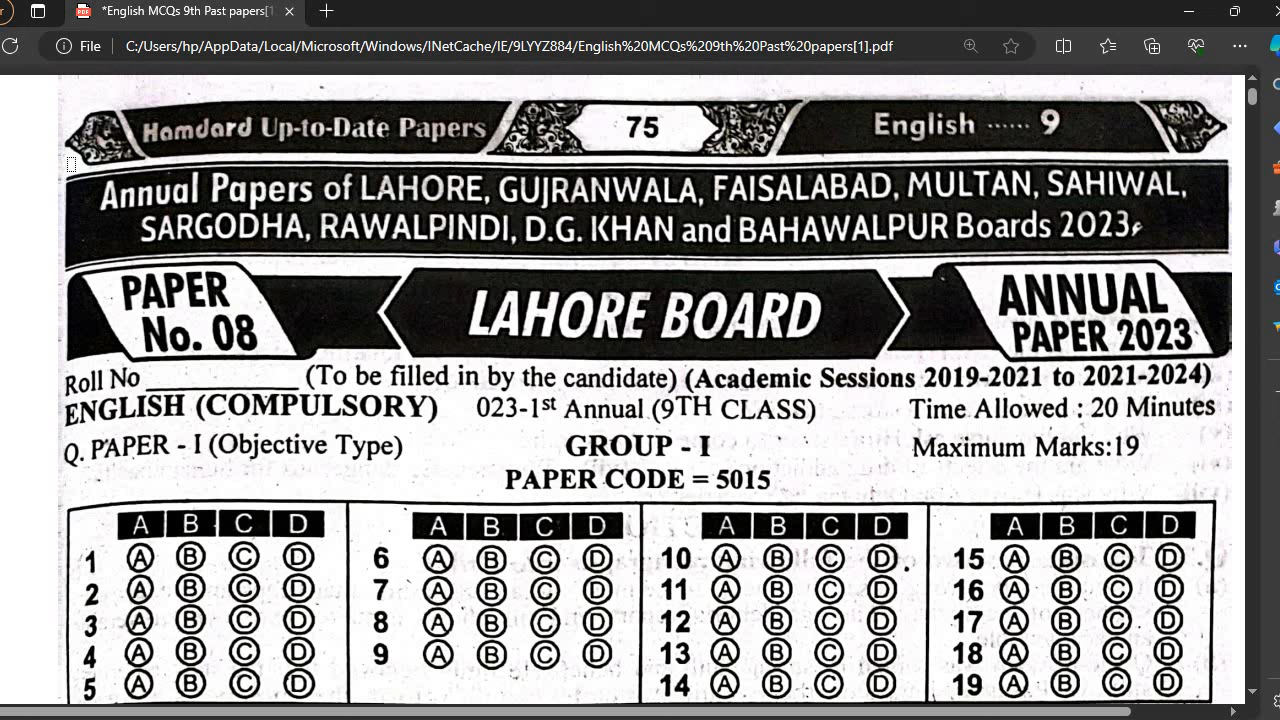 *English MCQs 9th Past papers[1]
File C:/Users/hp/AppData/Local/Microsoft/Windows/INetCache/IE/9LYYZ884/English%20MCQs%209th%20Past%20papers[1].pdf
Hamdard Up-to-Date Papers 75 English ...... 9
Annual Papers of LAHORE, GUJRANWALA, FAISALABAD, MULTAN, SAHIWAL,
SARGODHA, RAWALPINDI, D.G. KHAN and BAHAWALPUR Boards 2023ء
PAPER
No. 08
LAHORE BOARD
ANNUAL
PAPER 2023
Roll No ____________ (To be filled in by the candidate) (Academic Sessions 2019-2021 to 2021-2024)
ENGLISH (COMPULSORY) 023-1st Annual (9TH CLASS) Time Allowed : 20 Minutes
Q. PAPER - I (Objective Type) GROUP - I Maximum Marks:19
PAPER CODE = 5015
A B C D A B C D A B C D A B C D
1 A B C D 6 A B C D 10 A B C D 15 A B C D
2 A B C D 7 A B C D 11 A B C D 16 A B C D
3 A B C D 8 A B C D 12 A B C D 17 A B C D
4 A B C D 9 A B C D 13 A B C D 18 A B C D
5 A B C D 14 A B C D 19 A B C D